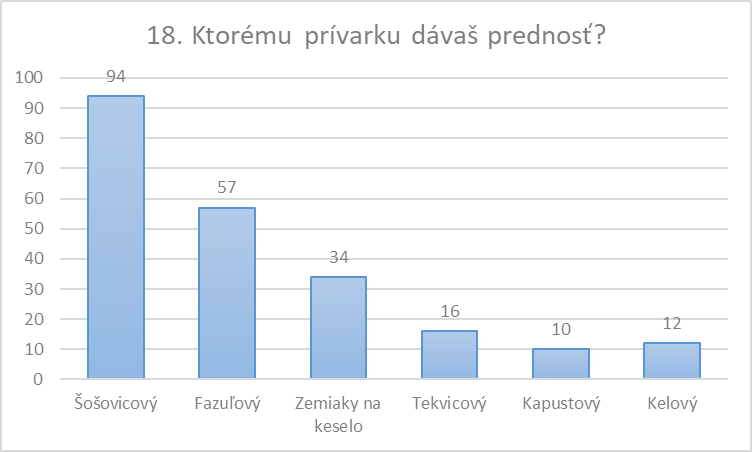 18. Ktorému prívarku dávaš prednosť?
100
90
80
70
60
50
40
30
20
10
0
94
57
34
16
10
12
Šošovicový
Fazuľový
Zemiaky na
keselo
Tekvicový
Kapustový
Kelový